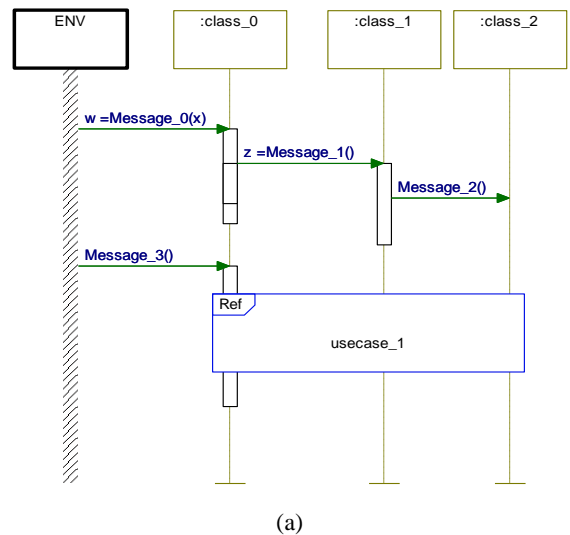 ENV
:class_0
:class_1
:class_2
w =Message_0(x)
z =Message_1()
Message_2()
Message_3()
Ref
usecase_1
(a)